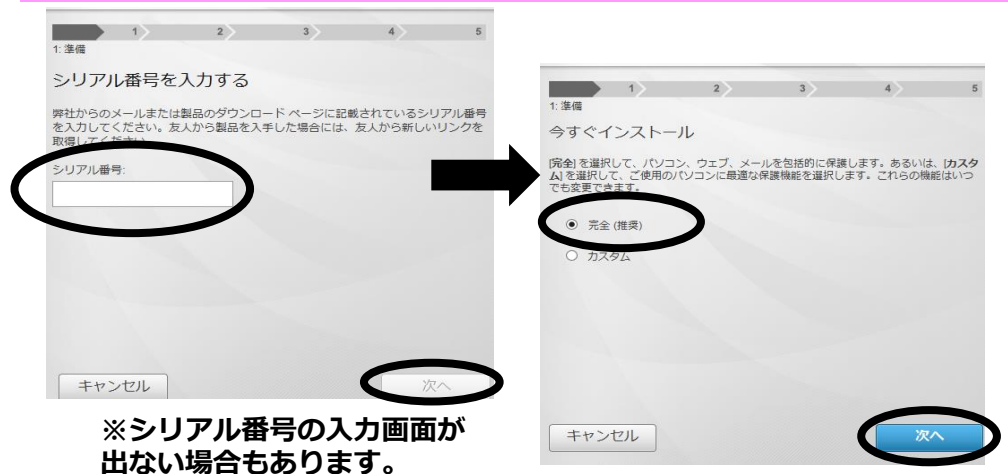 1 2 3 4 5
1: 準備
シリアル番号を入力する
弊社からのメールまたは製品のダウンロード ページに記載されているシリアル番号
を入力してください。友人から製品を入手した場合には、友人から新しいリンクを
取得してください。
シリアル番号:
キャンセル
次へ
※シリアル番号の入力画面が
出ない場合もあります。
1 2 3 4 5
1: 準備
今すぐインストール
[完全] を選択して、パソコン、ウェブ、メールを包括的に保護します。あるいは、[カスタ
ム] を選択して、ご使用のパソコンに最適な保護機能を選択します。これらの機能はいつ
でも変更できます。
完全 (推奨)
カスタム
キャンセル
次へ